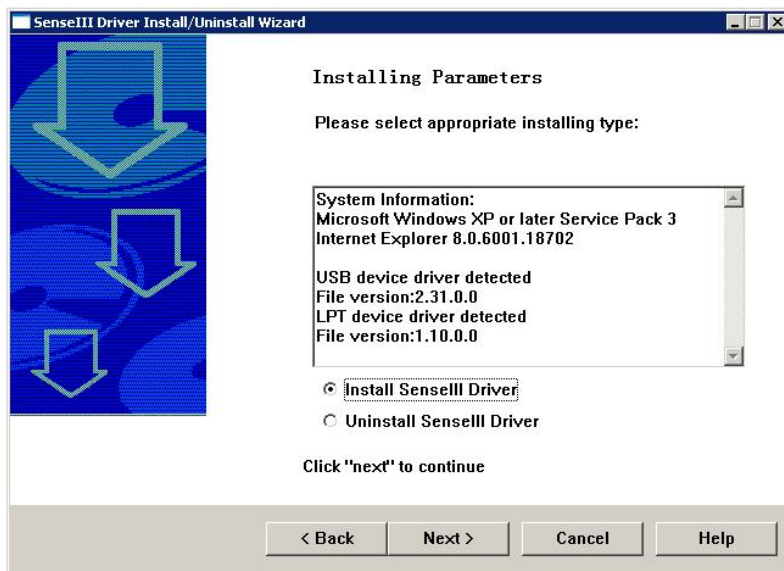 SenseIII Driver Install/Uninstall Wizard
Installing Parameters
Please select appropriate installing type:
System Information:
Microsoft Windows XP or later Service Pack 3
Internet Explorer 8.0.6001.18702
USB device driver detected
File version:2.31.0.0
LPT device driver detected
File version:1.10.0.0
Install SenseIII Driver
Uninstall SenseIII Driver
Click "next" to continue
< Back
Next >
Cancel
Help